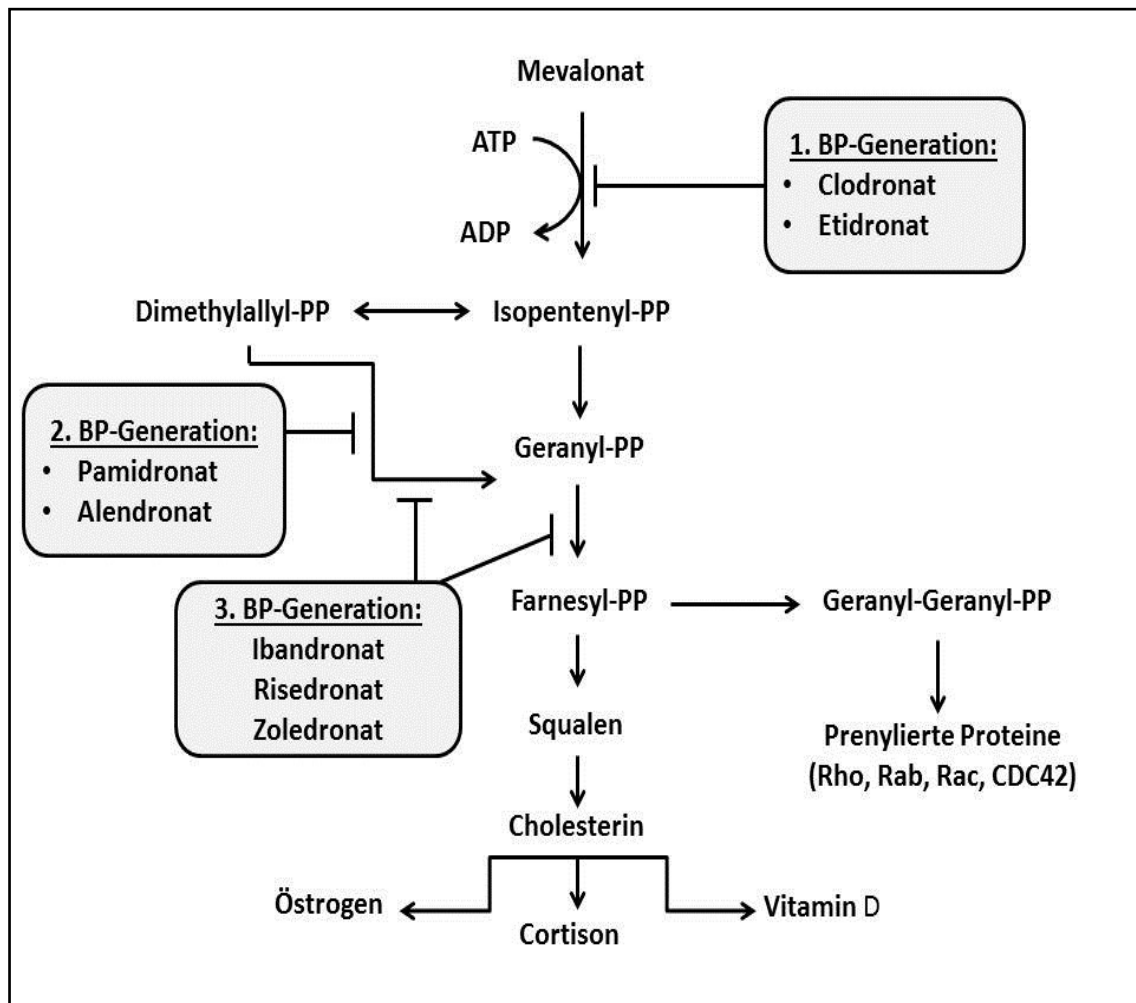 Mevalonat
ATP
ADP
1. BP-Generation:
• Clodronat
• Etidronat
Dimethylallyl-PP
Isopentenyl-PP
2. BP-Generation:
• Pamidronat
• Alendronat
Geranyl-PP
3. BP-Generation:
Ibandronat
Risedronat
Zoledronat
Farnesyl-PP
Geranyl-Geranyl-PP
Squalen
Prenylierte Proteine
(Rho, Rab, Rac, CDC42)
Cholesterin
Östrogen
Cortison
Vitamin D